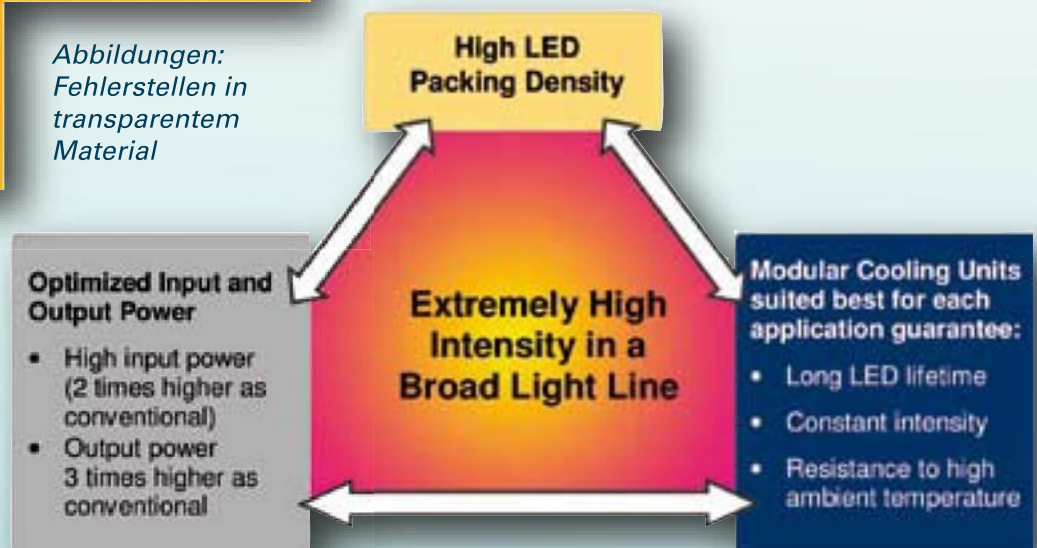 Abbildungen:
Fehlerstellen in
transparentem
Material
High LED
Packing Density
Optimized Input and
Output Power
• High input power
(2 times higher as
conventional)
• Output power
3 times higher as
conventional
Extremely High
Intensity in a
Broad Light Line
Modular Cooling Units
suited best for each
application guarantee:
• Long LED lifetime
• Constant intensity
• Resistance to high
ambient temperature